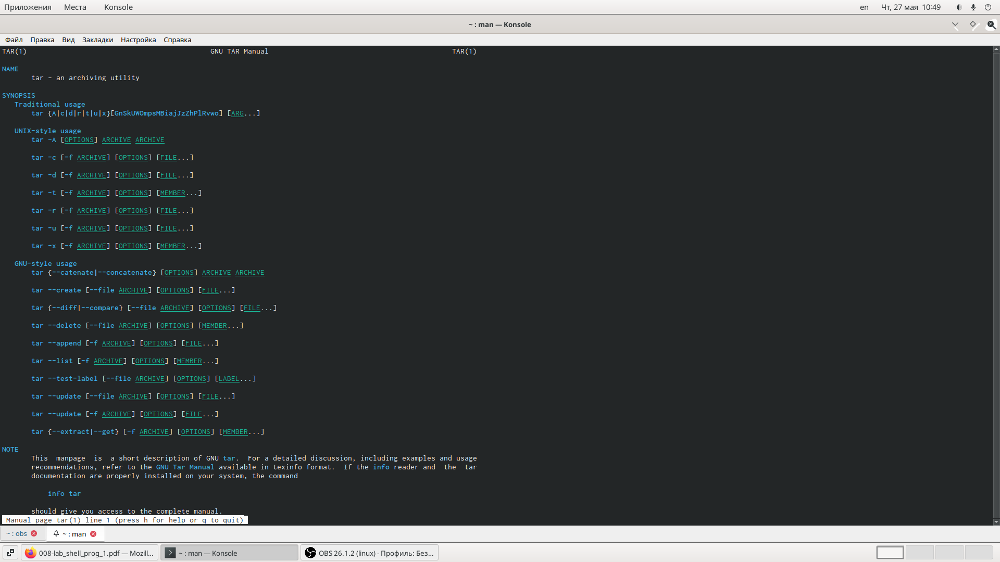 Приложения Места Konsole en Чт, 27 мая 10:49
~ : man — Konsole
Файл Правка Вид Закладки Настройка Справка
TAR(1) GNU TAR Manual TAR(1)
NAME
tar - an archiving utility
SYNOPSIS
Traditional usage
tar {A|c|d|r|t|u|x}[GnSkUWOmpsMBiajJzZhPlRvwo] [ARG...]
UNIX-style usage
tar -A [OPTIONS] ARCHIVE ARCHIVE
tar -c [-f ARCHIVE] [OPTIONS] [FILE...]
tar -d [-f ARCHIVE] [OPTIONS] [FILE...]
tar -t [-f ARCHIVE] [OPTIONS] [MEMBER...]
tar -r [-f ARCHIVE] [OPTIONS] [FILE...]
tar -u [-f ARCHIVE] [OPTIONS] [FILE...]
tar -x [-f ARCHIVE] [OPTIONS] [MEMBER...]
GNU-style usage
tar {--catenate|--concatenate} [OPTIONS] ARCHIVE ARCHIVE
tar --create [--file ARCHIVE] [OPTIONS] [FILE...]
tar {--diff|--compare} [--file ARCHIVE] [OPTIONS] [FILE...]
tar --delete [--file ARCHIVE] [OPTIONS] [MEMBER...]
tar --append [-f ARCHIVE] [OPTIONS] [FILE...]
tar --list [-f ARCHIVE] [OPTIONS] [MEMBER...]
tar --test-label [--file ARCHIVE] [OPTIONS] [LABEL...]
tar --update [--file ARCHIVE] [OPTIONS] [FILE...]
tar --update [-f ARCHIVE] [OPTIONS] [FILE...]
tar {--extract|--get} [-f ARCHIVE] [OPTIONS] [MEMBER...]
NOTE
This manpage is a short description of GNU tar. For a detailed discussion, including examples and usage
recommendations, refer to the GNU Tar Manual available in texinfo format. If the info reader and the tar
documentation are properly installed on your system, the command
info tar
should give you access to the complete manual.
Manual page tar(1) line 1 (press h for help or q to quit)
~ : obs ~ : man
008-lab_shell_prog_1.pdf — Mozill... ~ : man — Konsole OBS 26.1.2 (linux) - Профиль: Без...